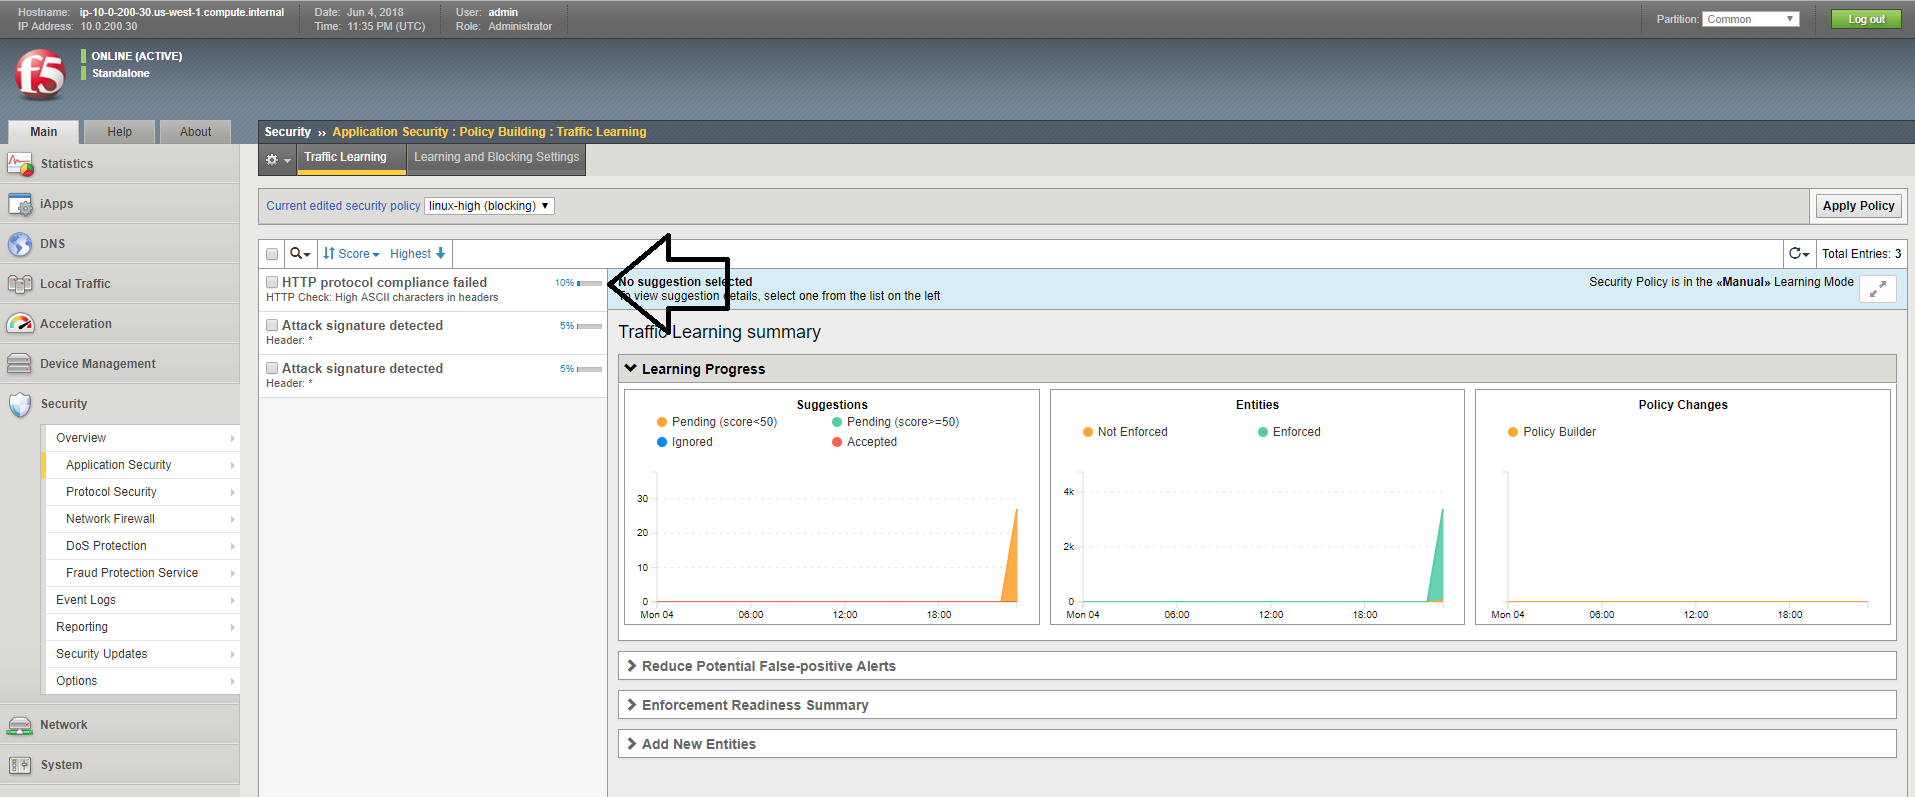 Hostname: ip-10-0-200-30.us-west-1.compute.internal
IP Address: 10.0.200.30
Date: Jun 4, 2018
Time: 11:35 PM (UTC)
User: admin
Role: Administrator
Partition: Common
Log out
f5
ONLINE (ACTIVE)
Standalone
Main Help About
Security ›› Application Security : Policy Building : Traffic Learning
Traffic Learning Learning and Blocking Settings
Statistics
iApps
DNS
Local Traffic
Acceleration
Device Management
Security
Overview
Application Security
Protocol Security
Network Firewall
DoS Protection
Fraud Protection Service
Event Logs
Reporting
Security Updates
Options
Network
System
Current edited security policy linux-high (blocking)
Apply Policy
Score Highest
Total Entries: 3
HTTP protocol compliance failed 10%
HTTP Check: High ASCII characters in headers
Attack signature detected 5%
Header: *
Attack signature detected 5%
Header: *
No suggestion selected
To view suggestion details, select one from the list on the left
Security Policy is in the «Manual» Learning Mode
Traffic Learning summary
Learning Progress
Suggestions
Pending (score<50) Pending (score>=50)
Ignored Accepted
30
20
10
0
Mon 04 06:00 12:00 18:00
Entities
Not Enforced Enforced
4k
2k
0
Mon 04 06:00 12:00 18:00
Policy Changes
Policy Builder
Mon 04 06:00 12:00 18:00
Reduce Potential False-positive Alerts
Enforcement Readiness Summary
Add New Entities